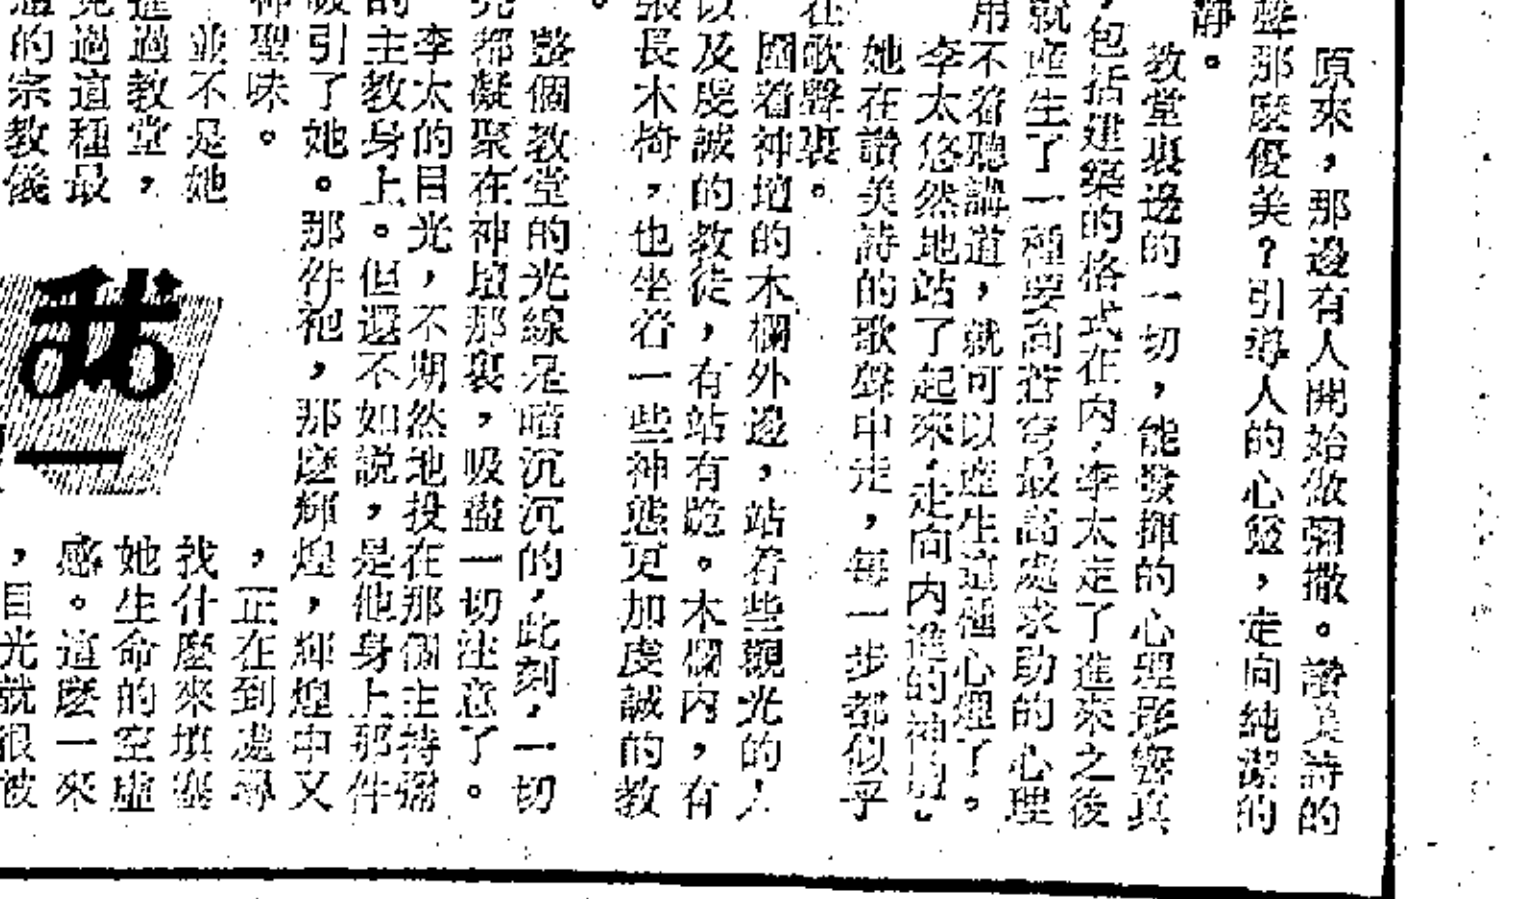 原來，那邊有人開始做彌撒。讚美詩的
聲那麼優美？引導人的心靈，走向純潔的
靜。
教堂裏邊的一切，能發揮的心理影響真
，包括建築的格式在內，李太走了進來之後
就產生了一種要向蒼穹最高處求助的心理
用不着聽講道，就可以產生這種心理了。
李太悠然地站了起來，走向內進的神
她在讚美詩的歌聲中走，每一步都似乎
在歌聲裏。
圍着神壇的木欄外邊，站着些觀光的人
以及虔誠的教徒，有站有跪。木欄內，有
張長木椅，也坐着一些神態更加虔誠的教
。
整個教堂的光線是暗沉沉的，此刻，一切
都凝聚在神壇那裏，吸盡一切注意了。
李太的目光，不期然地投在那個主持彌
的主教身上。但還不如說，是他身上那件
吸引了她。那件袍，那麼輝煌，輝煌中又
神聖味。
並不是她
，正在到處尋
進過教堂，
找什麼來填塞
見過這種最
她生命的空虛
的宗教儀
感。這麼一來
，目光就很被